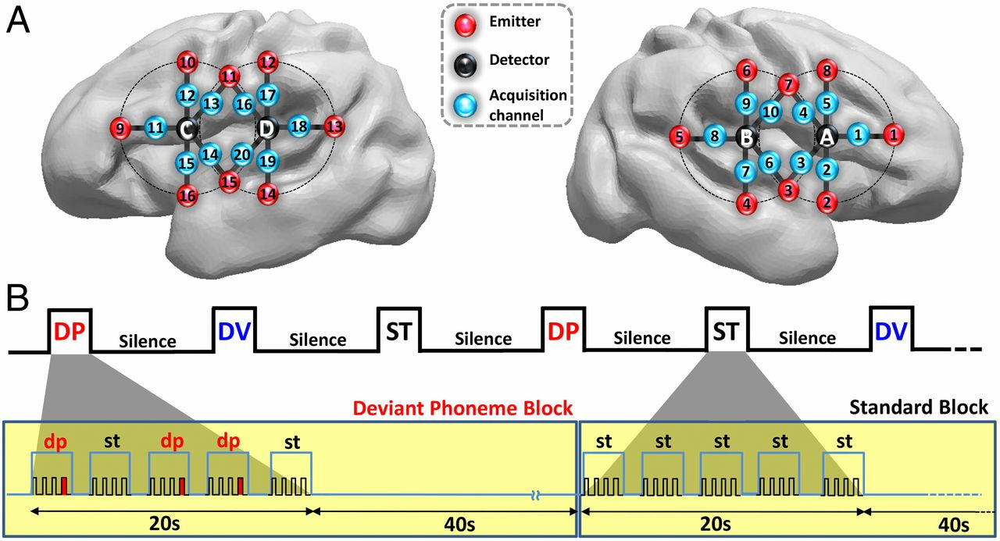 A
Emitter
Detector
Acquisition
channel
10
12
11
12
13
16
17
9
11
C
D
18
13
14
20
15
19
15
16
14
6
8
7
9
10
4
5
5
8
B
A
1
1
6
3
7
2
3
4
2
B
DP
Silence
DV
Silence
ST
Silence
DP
Silence
ST
Silence
DV
Deviant Phoneme Block
Standard Block
dp
st
dp
dp
st
st
st
st
st
st
20s
40s
20s
40s